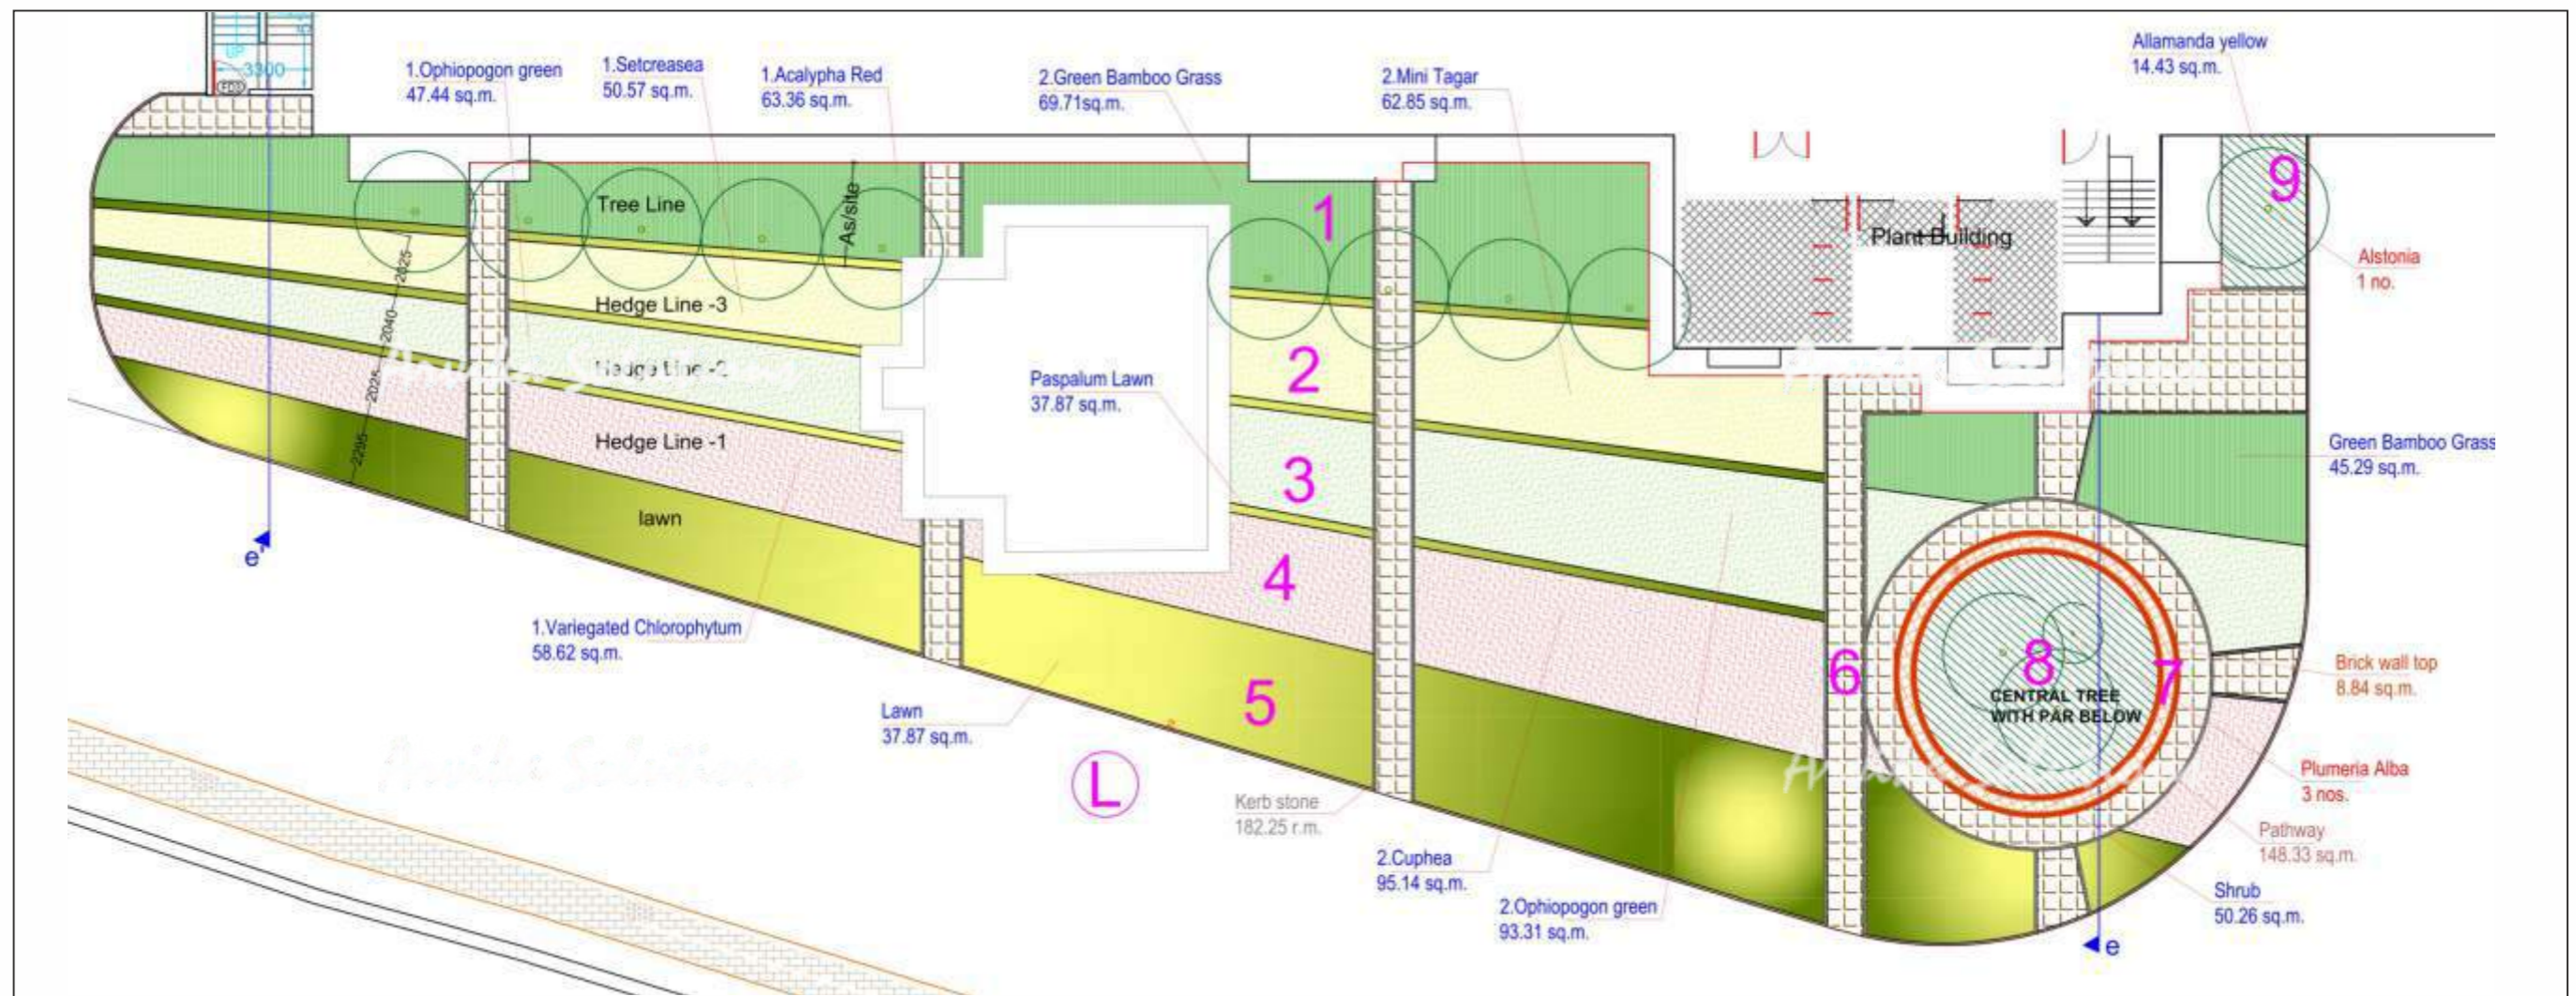 UP
3300
FD3
1.Ophiopogon green
47.44 sq.m.
1.Setcreasea
50.57 sq.m.
1.Acalypha Red
63.36 sq.m.
2.Green Bamboo Grass
69.71sq.m.
2.Mini Tagar
62.85 sq.m.
Allamanda yellow
14.43 sq.m.
Tree Line
As/site
1
9
Plant Building
Alstonia
1 no.
2025
Hedge Line -3
2040
Hedge Line -2
2
Paspalum Lawn
37.87 sq.m.
2025
Hedge Line -1
2295
Green Bamboo Grass
45.29 sq.m.
3
lawn
e'
4
1.Variegated Chlorophytum
58.62 sq.m.
Lawn
37.87 sq.m.
5
6
8
7
CENTRAL TREE
WITH PAR BELOW
Brick wall top
8.84 sq.m.
L
Kerb stone
182.25 r.m.
Plumeria Alba
3 nos.
Pathway
148.33 sq.m.
2.Cuphea
95.14 sq.m.
2.Ophiopogon green
93.31 sq.m.
Shrub
50.26 sq.m.
e